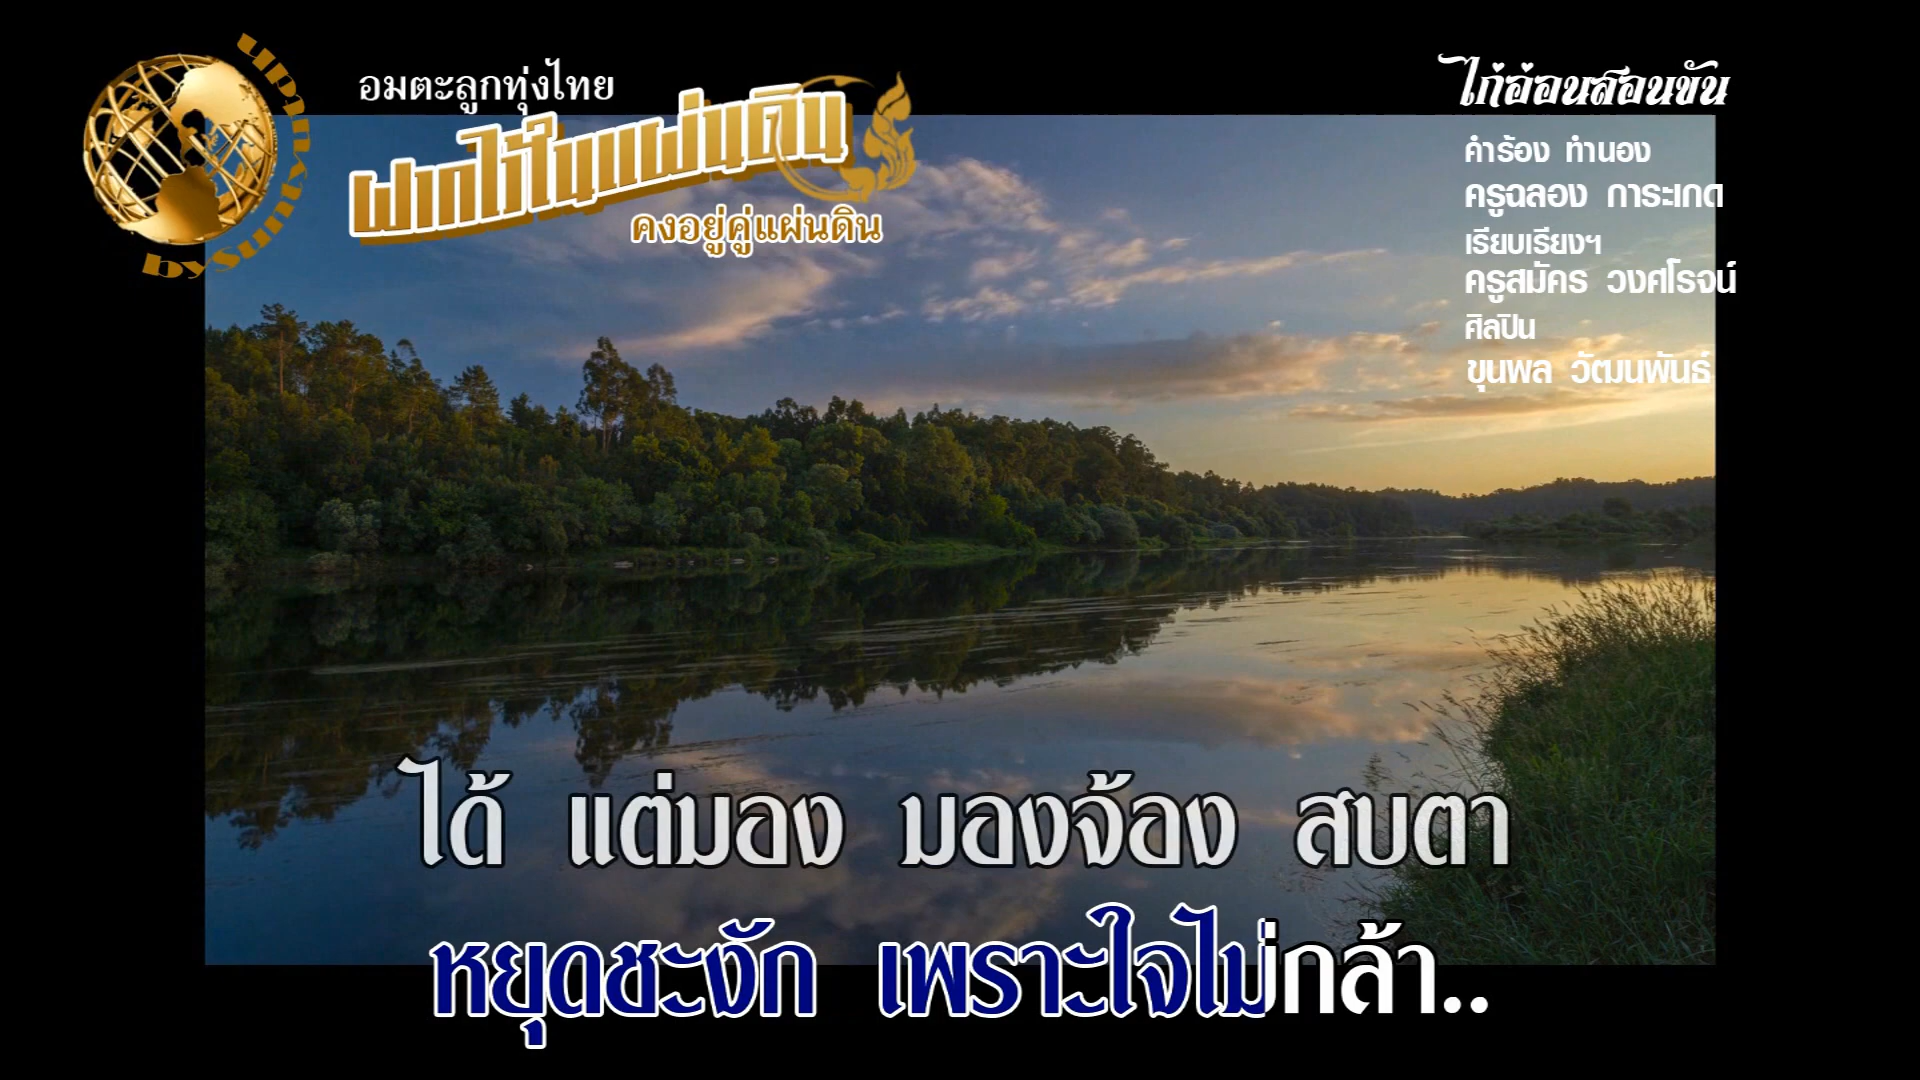 bySuntywian
อมตะลูกทุ่งไทย
ฝากไว้ในแผ่นดิน
คงอยู่คู่แผ่นดิน
ไก่อ่อนสอนขัน
คำร้อง ทำนอง
ครูฉลอง การะเกด
เรียบเรียงฯ
ครูสมัคร วงศ์โรจน์
ศิลปิน
ขุนพล วัฒนพันธ์
ได้ แต่มอง มองจ้อง สบตา
หยุดชะงัก เพราะใจไม่กล้า..